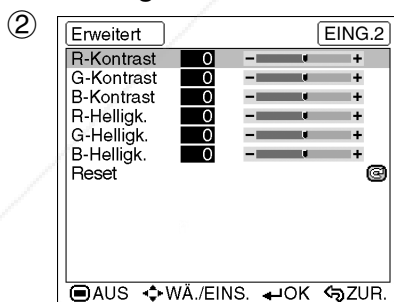 ②
Erweitert EING.2
R-Kontrast 0 - +
G-Kontrast 0 - +
B-Kontrast 0 - +
R-Helligk. 0 - +
G-Helligk. 0 - +
B-Helligk. 0 - +
Reset
AUS WÄ./EINS. OK ZUR.